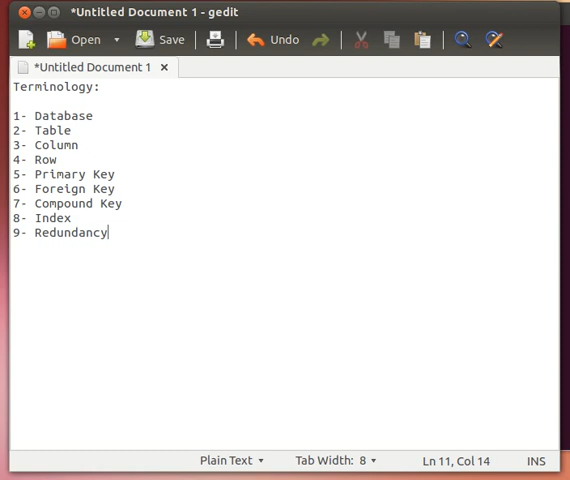 *Untitled Document 1 - gedit
Open Save Undo
*Untitled Document 1
Terminology:
1- Database
2- Table
3- Column
4- Row
5- Primary Key
6- Foreign Key
7- Compound Key
8- Index
9- Redundancy
Plain Text Tab Width: 8 Ln 11, Col 14 INS